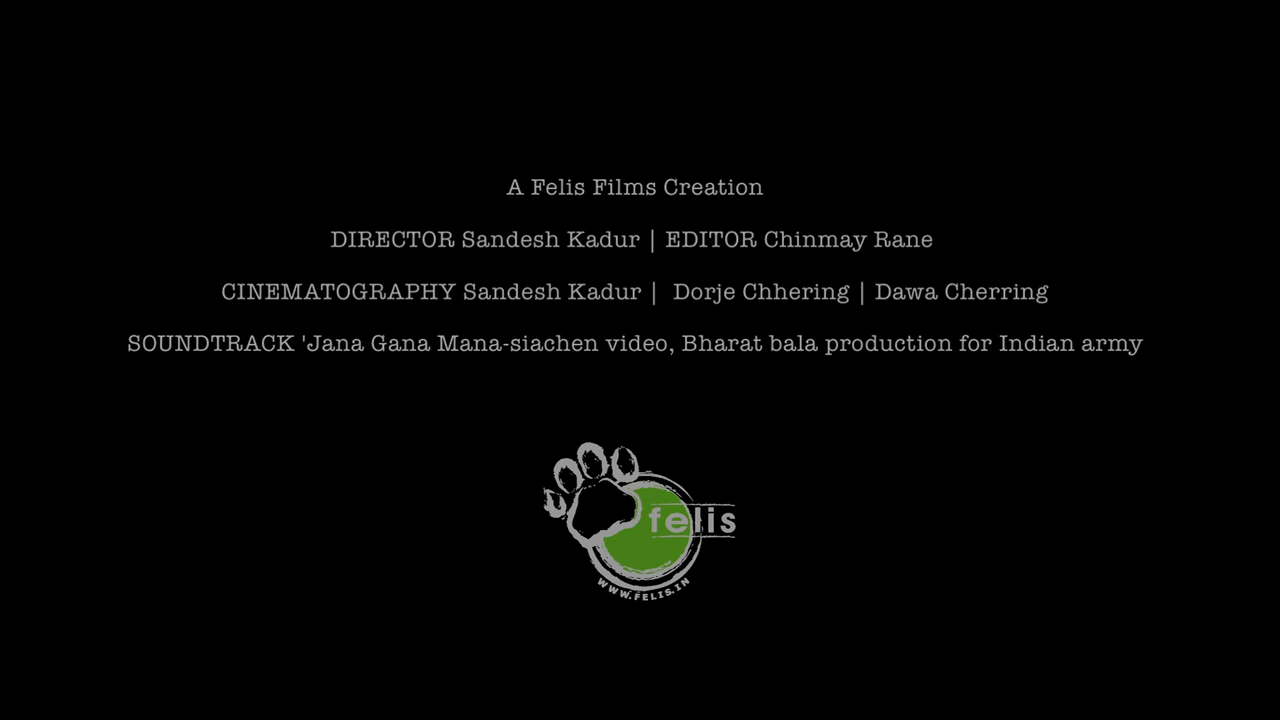 A Felis Films Creation
DIRECTOR Sandesh Kadur | EDITOR Chinmay Rane
CINEMATOGRAPHY Sandesh Kadur | Dorje Chhering | Dawa Cherring
SOUNDTRACK 'Jana Gana Mana-siachen video, Bharat bala production for Indian army
felis
WWW.FELIS.IN